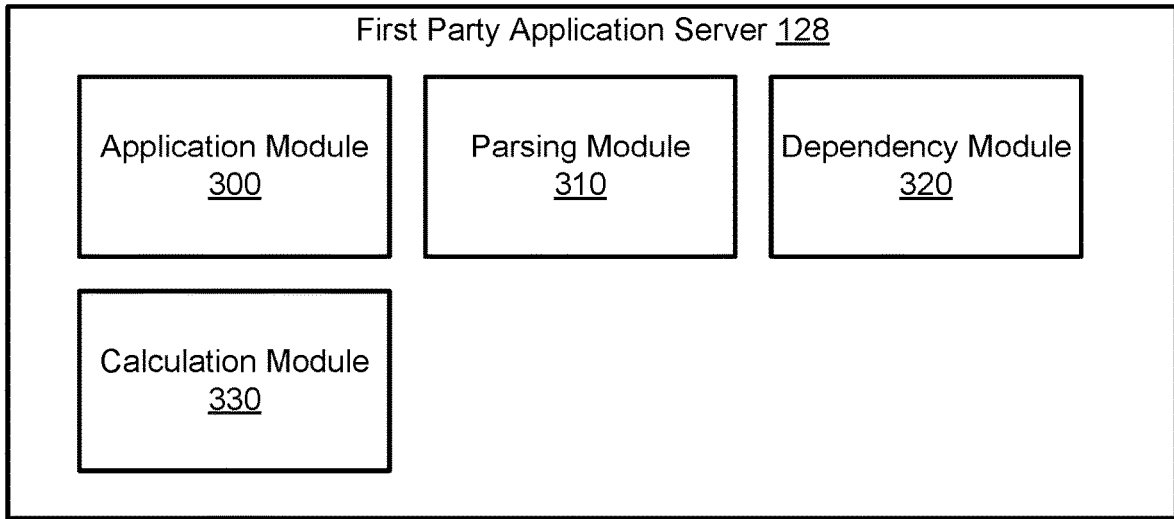 First Party Application Server 128
Application Module
300
Parsing Module
310
Dependency Module
320
Calculation Module
330